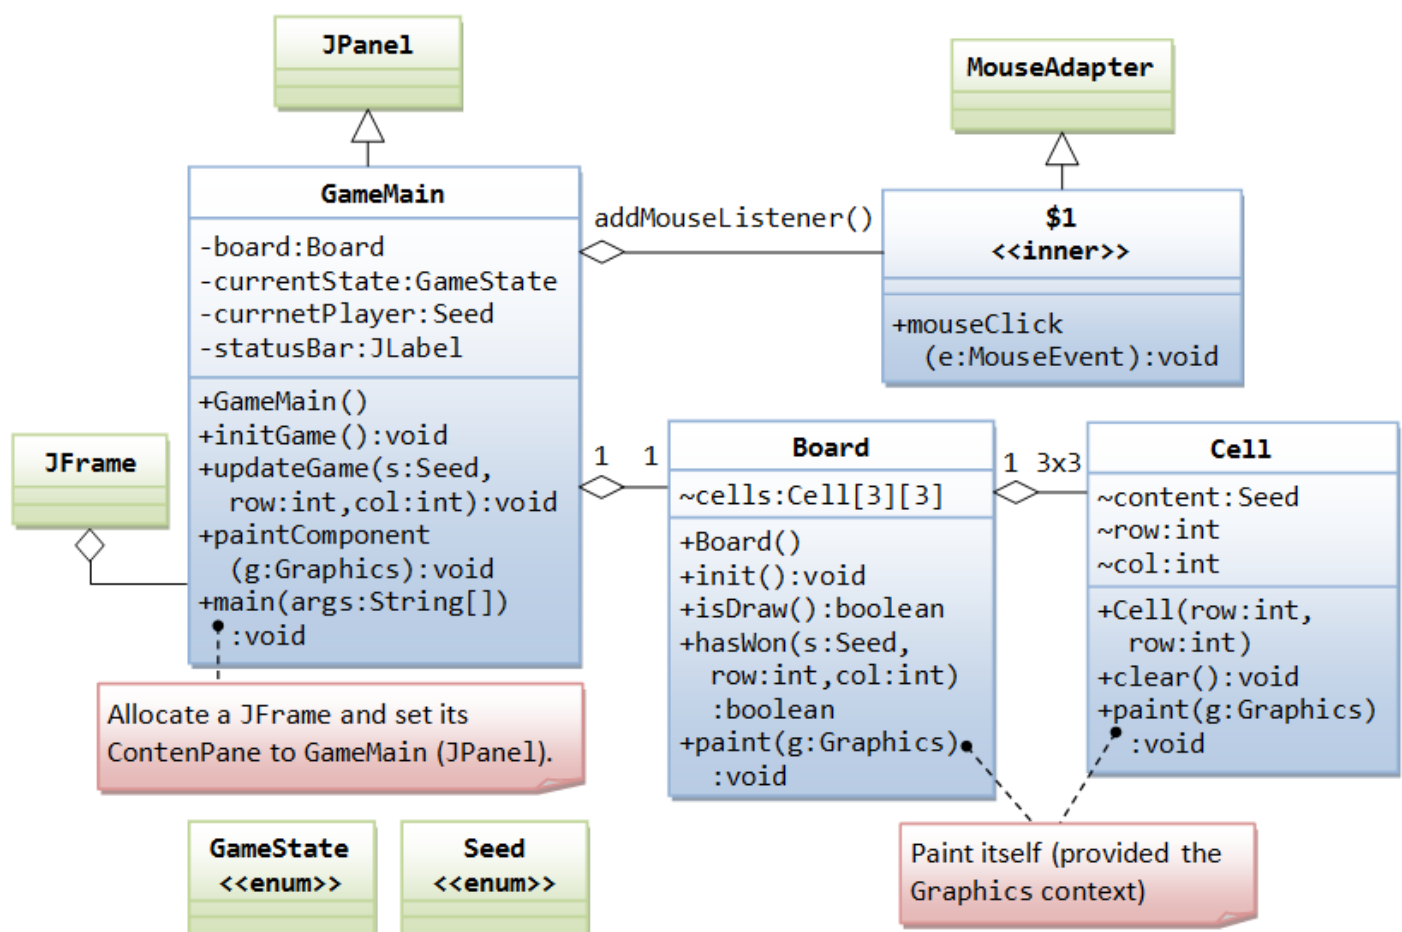 JPanel
MouseAdapter
GameMain
-board:Board
-currentState:GameState
-currnetPlayer:Seed
-statusBar:JLabel
+GameMain()
+initGame():void
+updateGame(s:Seed,
row:int,col:int):void
+paintComponent
(g:Graphics):void
+main(args:String[])
:void
addMouseListener()
$1
<<inner>>
+mouseClick
(e:MouseEvent):void
JFrame
1 1
Board
~cells:Cell[3][3]
+Board()
+init():void
+isDraw():boolean
+hasWon(s:Seed,
row:int,col:int)
:boolean
+paint(g:Graphics)
:void
1 3x3
Cell
~content:Seed
~row:int
~col:int
+Cell(row:int,
row:int)
+clear():void
+paint(g:Graphics)
:void
Allocate a JFrame and set its
ContenPane to GameMain (JPanel).
Paint itself (provided the
Graphics context)
GameState
<<enum>>
Seed
<<enum>>